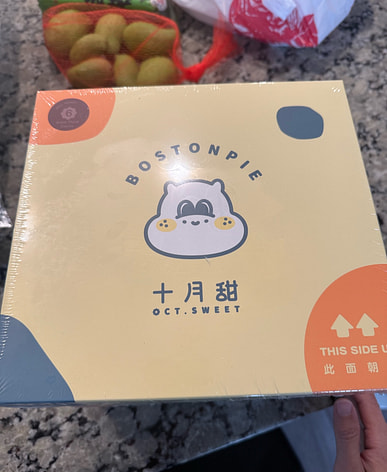 BOSTONPIE
十月甜
OCT.SWEET
THIS SIDE U
此面朝